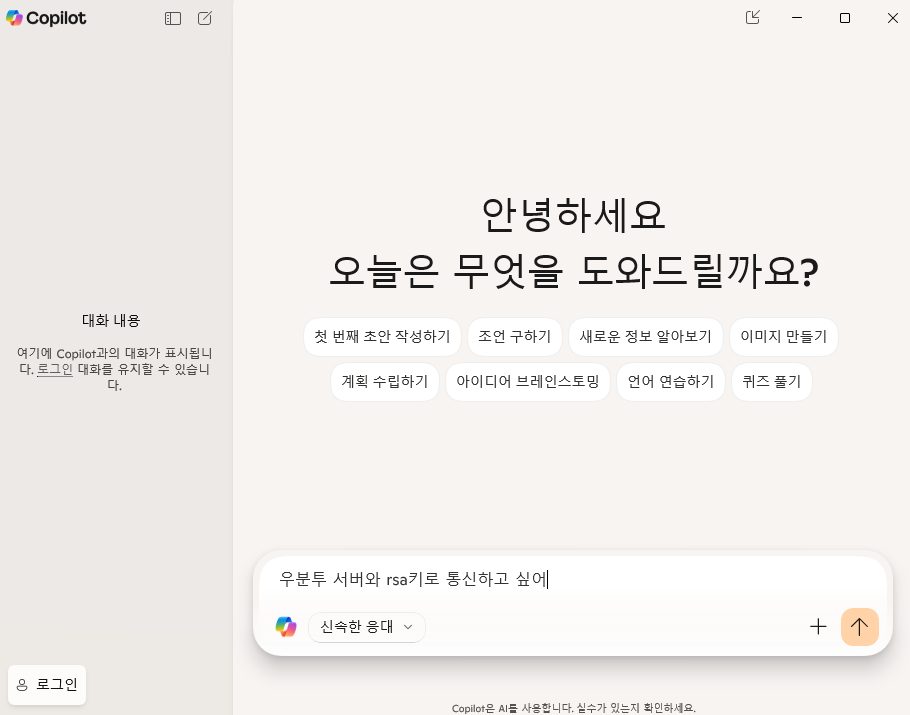 Copilot
안녕하세요
오늘은 무엇을 도와드릴까요?
첫 번째 초안 작성하기
조언 구하기
새로운 정보 알아보기
이미지 만들기
계획 수립하기
아이디어 브레인스토밍
언어 연습하기
퀴즈 풀기
대화 내용
여기에 Copilot과의 대화가 표시됩니
다. 로그인 대화를 유지할 수 있습니
다.
우분투 서버와 rsa키로 통신하고 싶어
신속한 응대
로그인
Copilot은 AI를 사용합니다. 실수가 있는지 확인하세요.